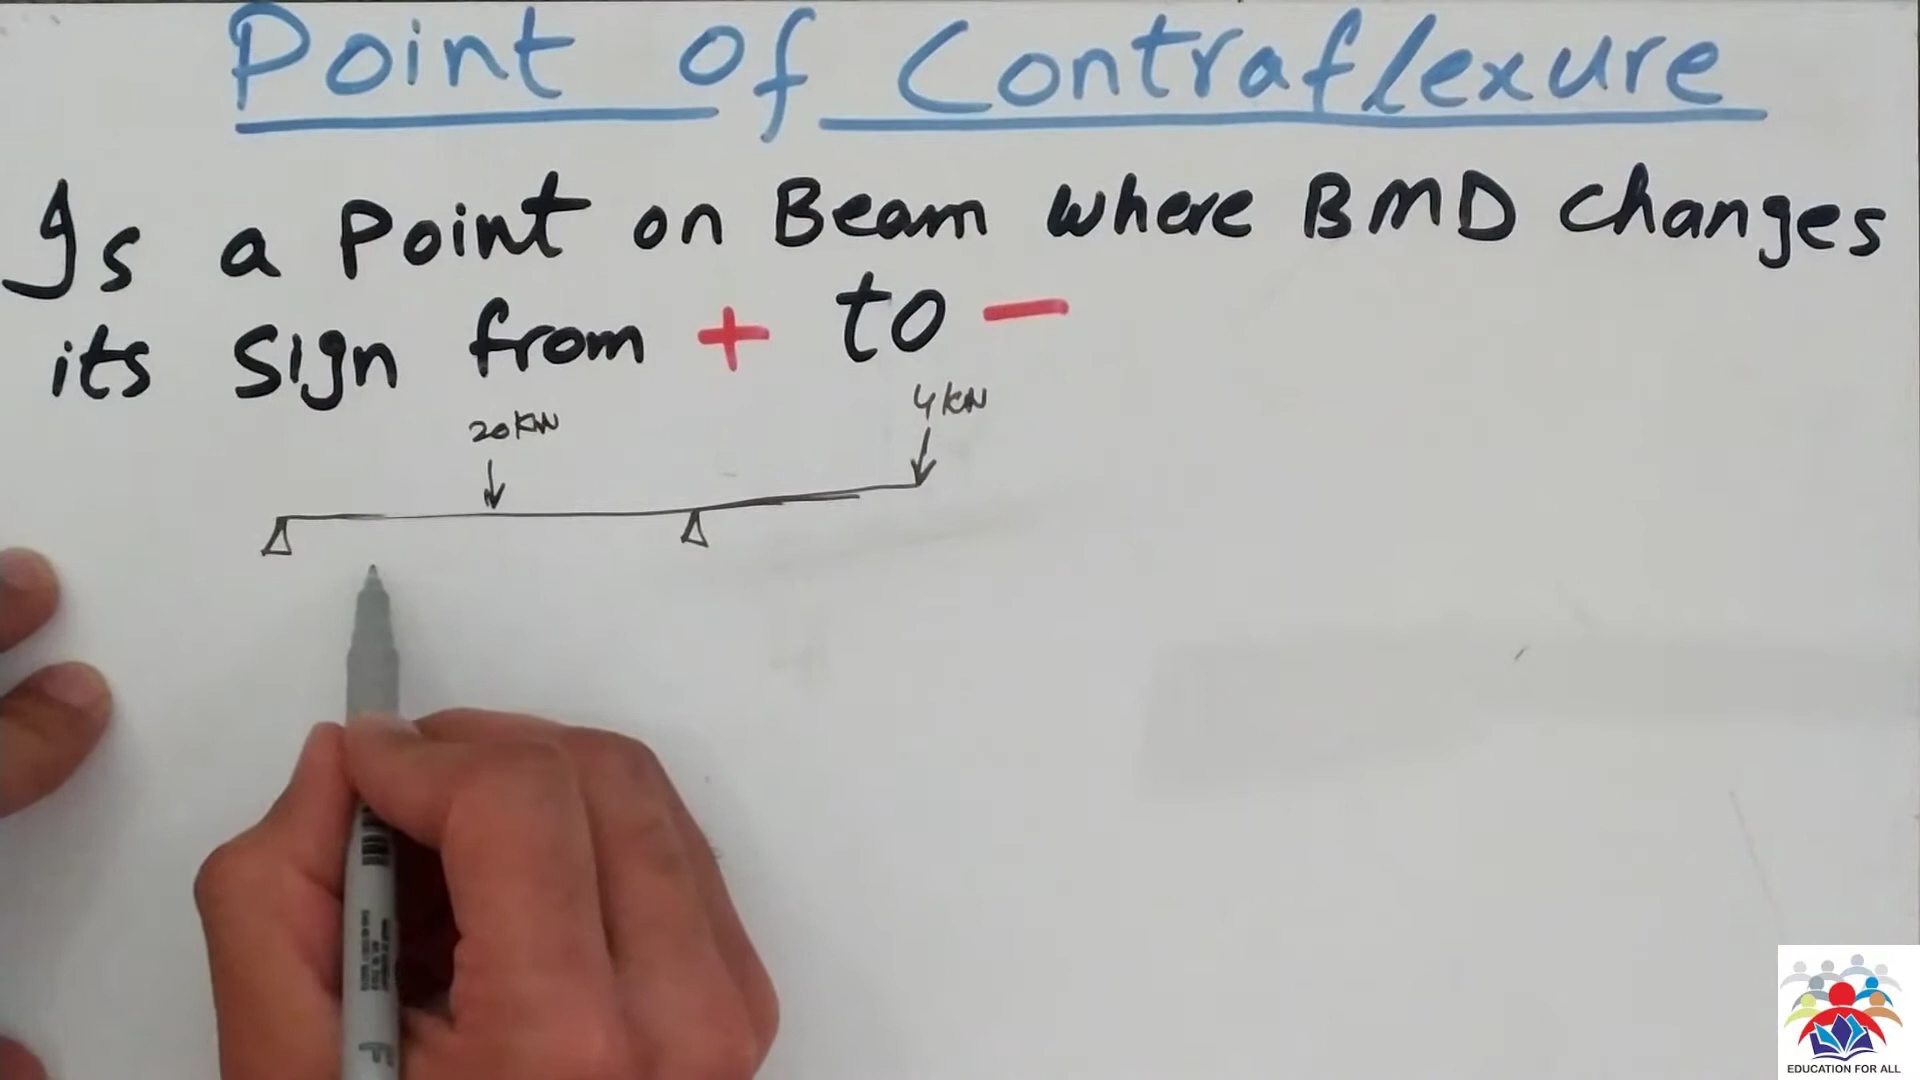 Point of Contraflexure
Is a Point on Beam where BMD changes
its Sign from + to -
20KN
4KN
F
EDUCATION FOR ALL